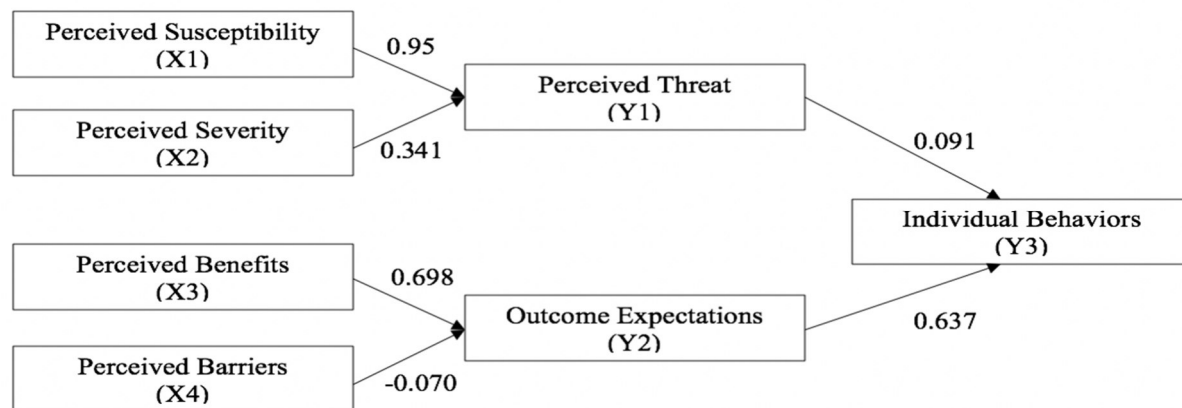 Perceived Susceptibility
(X1)
0.95
Perceived Threat
(Y1)
Perceived Severity
(X2)
0.341
0.091
Individual Behaviors
(Y3)
Perceived Benefits
(X3)
0.698
Outcome Expectations
(Y2)
0.637
Perceived Barriers
(X4)
-0.070